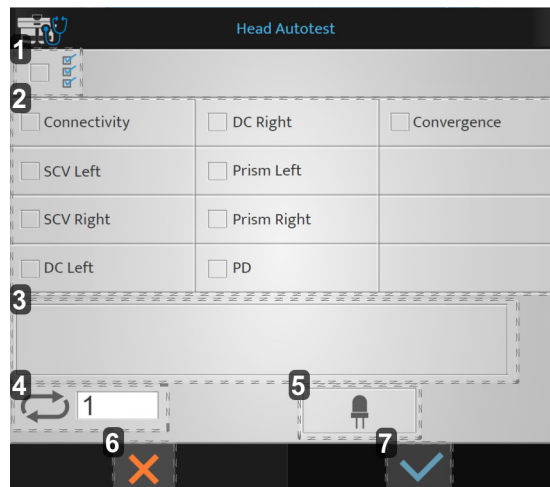 Head Autotest
1
2
Connectivity DC Right Convergence
SCV Left Prism Left
SCV Right Prism Right
DC Left PD
3
4 1 5
6 7